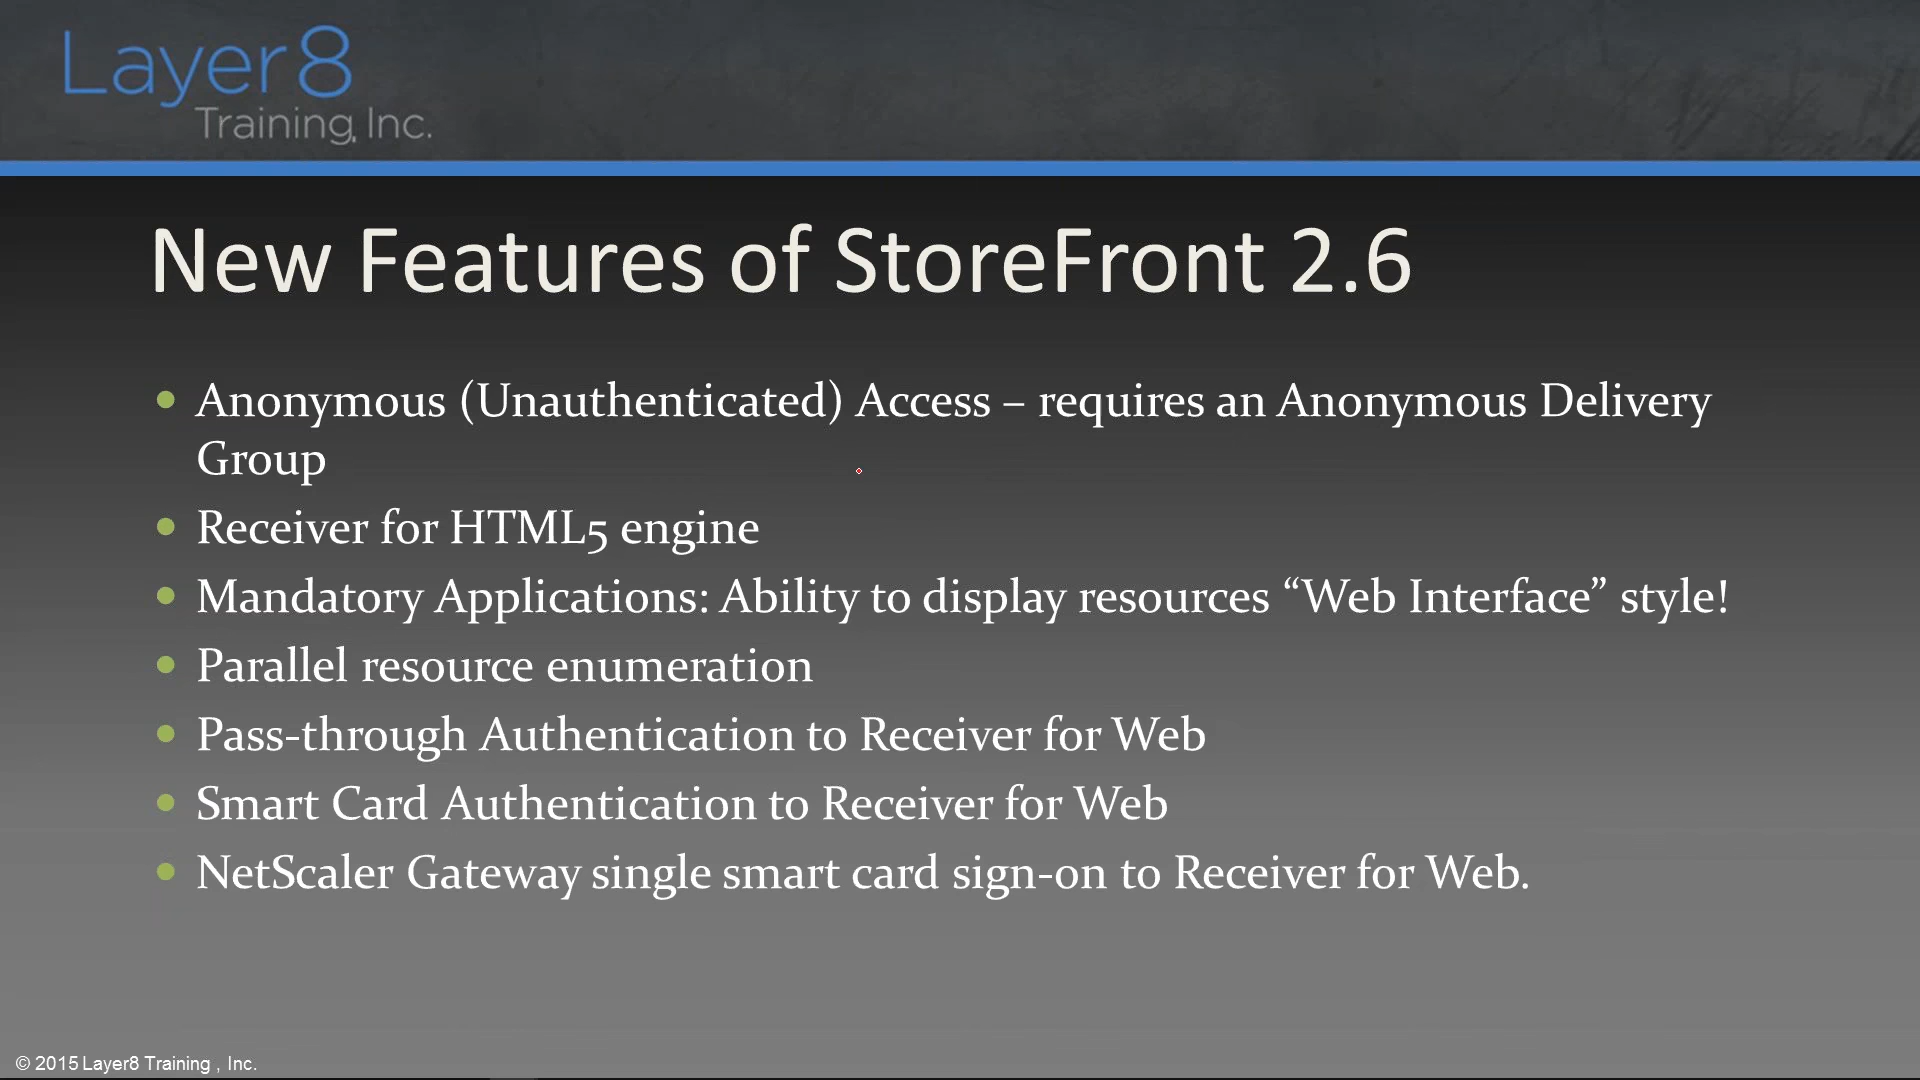 Layer8
Training, Inc.
New Features of StoreFront 2.6
• Anonymous (Unauthenticated) Access – requires an Anonymous Delivery
Group
• Receiver for HTML5 engine
• Mandatory Applications: Ability to display resources “Web Interface” style!
• Parallel resource enumeration
• Pass-through Authentication to Receiver for Web
• Smart Card Authentication to Receiver for Web
• NetScaler Gateway single smart card sign-on to Receiver for Web.
© 2015 Layer8 Training , Inc.